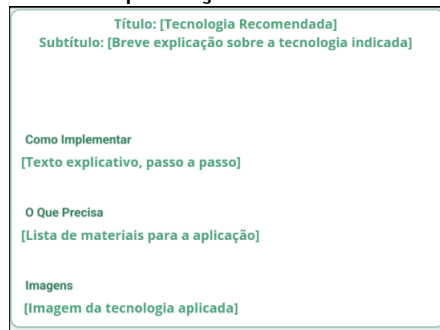 Título: [Tecnologia Recomendada]
Subtítulo: [Breve explicação sobre a tecnologia indicada]
Como Implementar
[Texto explicativo, passo a passo]
O Que Precisa
[Lista de materiais para a aplicação]
Imagens
[Imagem da tecnologia aplicada]